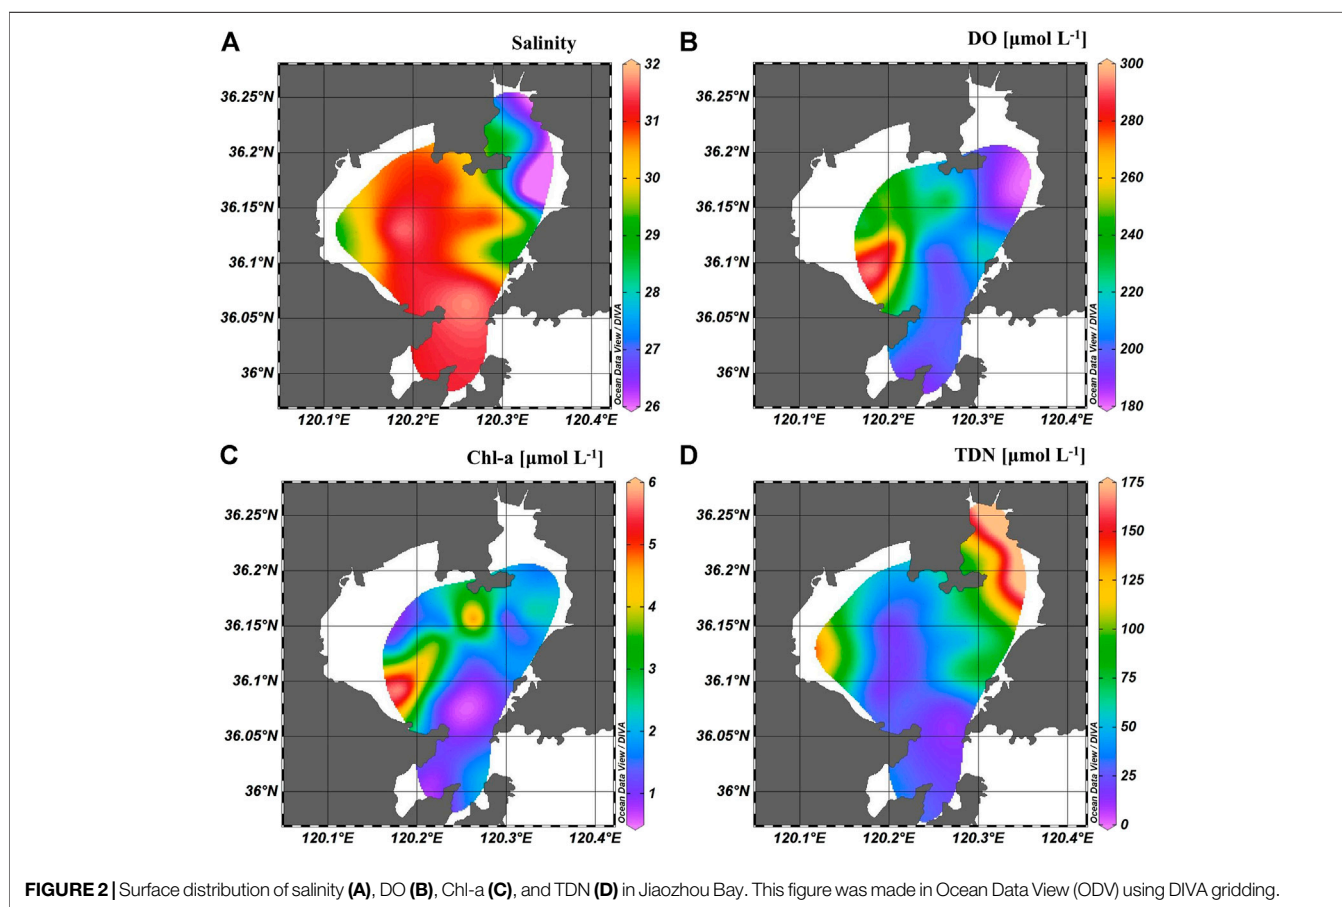 A
Salinity
36.25°N
36.2°N
36.15°N
36.1°N
36.05°N
36°N
120.1°E 120.2°E 120.3°E 120.4°E
32
31
30
29
28
27
26
Ocean Data View / DIVA
B
DO [µmol L-1]
36.25°N
36.2°N
36.15°N
36.1°N
36.05°N
36°N
120.1°E 120.2°E 120.3°E 120.4°E
300
280
260
240
220
200
180
Ocean Data View / DIVA
C
Chl-a [µmol L-1]
36.25°N
36.2°N
36.15°N
36.1°N
36.05°N
36°N
120.1°E 120.2°E 120.3°E 120.4°E
6
5
4
3
2
1
Ocean Data View / DIVA
D
TDN [µmol L-1]
36.25°N
36.2°N
36.15°N
36.1°N
36.05°N
36°N
120.1°E 120.2°E 120.3°E 120.4°E
175
150
125
100
75
50
25
0
Ocean Data View / DIVA
FIGURE 2 | Surface distribution of salinity (A), DO (B), Chl-a (C), and TDN (D) in Jiaozhou Bay. This figure was made in Ocean Data View (ODV) using DIVA gridding.